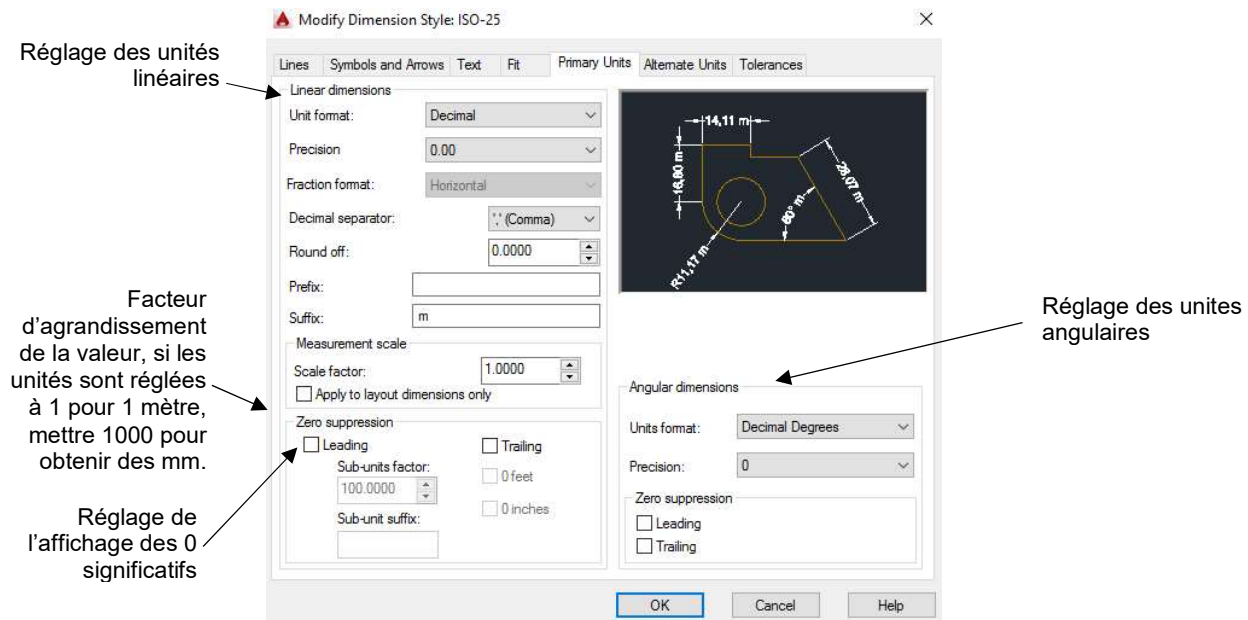 Modify Dimension Style: ISO-25
Réglage des unités
linéaires
Lines Symbols and Arrows Text Fit Primary Units Alternate Units Tolerances
Linear dimensions
Unit format: Decimal
Precision 0.00
Fraction format: Horizontal
Decimal separator: ',' (Comma)
Round off: 0.0000
Prefix:
Suffix: m
Measurement scale
Scale factor: 1.0000
Apply to layout dimensions only
Zero suppression
Leading Trailing
Sub-units factor: 0 feet
100.0000
Sub-unit suffix: 0 inches
14,11 m
16,60 m
28,07 m
60° m
R11,17 m
Angular dimensions
Units format: Decimal Degrees
Precision: 0
Zero suppression
Leading
Trailing
OK Cancel Help
Facteur
d'agrandissement
de la valeur, si les
unités sont réglées
à 1 pour 1 mètre,
mettre 1000 pour
obtenir des mm.
Réglage de
l'affichage des 0
significatifs
Réglage des unites
angulaires